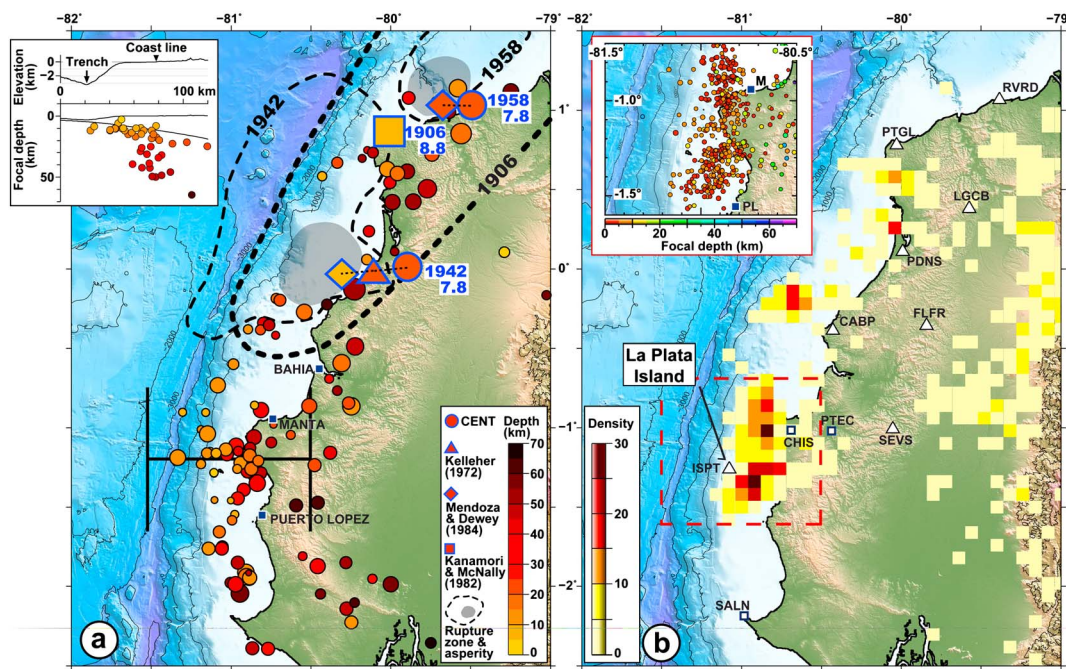 -82
-81
-80
-79
-82
-81
-80
-79
Coast line
Trench
Elevation
(km)
0
-2
0
100 km
Focal depth
(km)
0
50
1942
1958
1906
1958
7.8
1906
8.8
1942
7.8
BAHIA
MANTA
PUERTO LOPEZ
CENT
Kelleher
(1972)
Mendoza
& Dewey
(1984)
Kanamori
& McNally
(1982)
Rupture
zone &
asperity
Depth
(km)
70
60
50
40
30
20
10
0
a
1˚
0˚
-1˚
-2˚
-81.5°
-80.5°
-1.0°
-1.5°
M
PL
0 20 40 60
Focal depth (km)
RVRD
PTGL
LGCB
PDNS
FLFR
CABP
La Plata
Island
PTEC
CHIS
SEVS
ISPT
SALN
Density
30
20
10
0
b